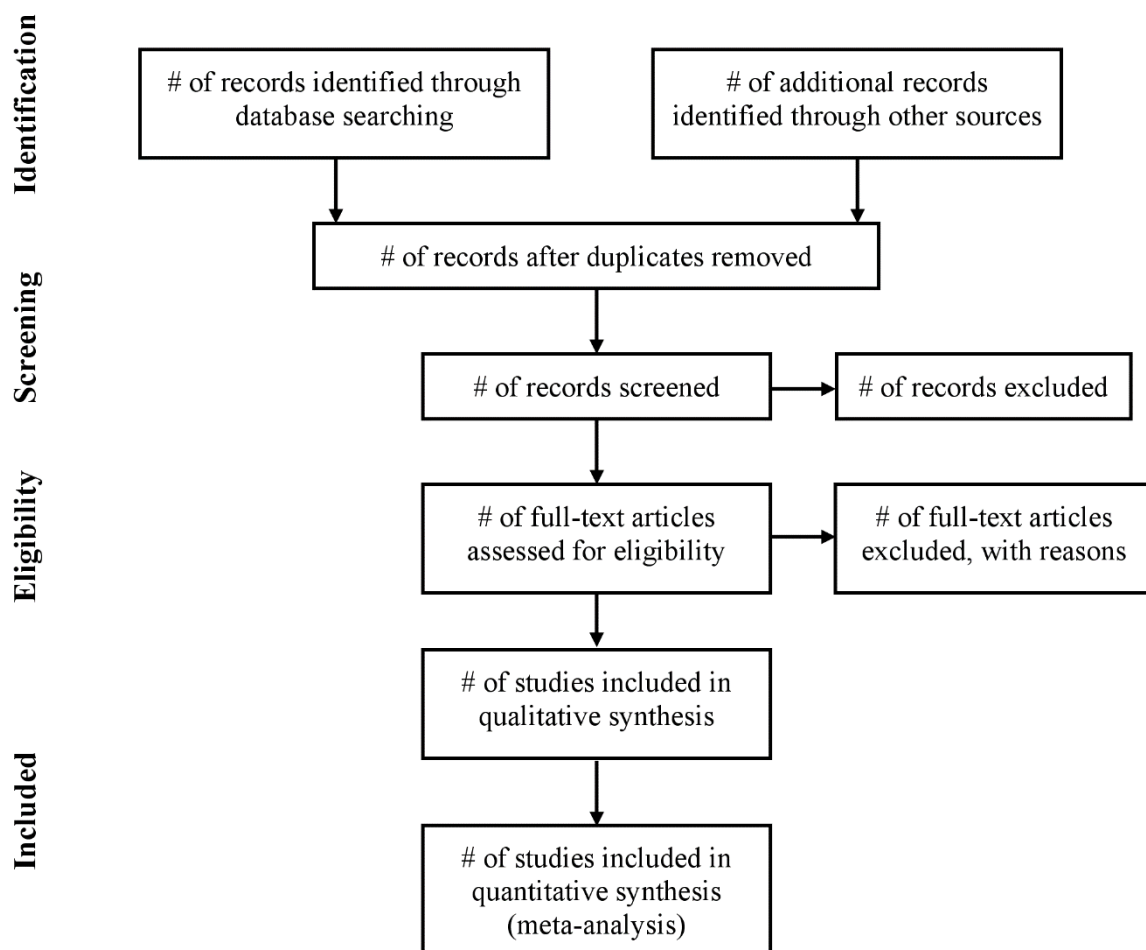 Identification
# of records identified through
database searching
# of additional records
identified through other sources
# of records after duplicates removed
Screening
# of records screened
# of records excluded
Eligibility
# of full-text articles
assessed for eligibility
# of full-text articles
excluded, with reasons
# of studies included in
qualitative synthesis
Included
# of studies included in
quantitative synthesis
(meta-analysis)